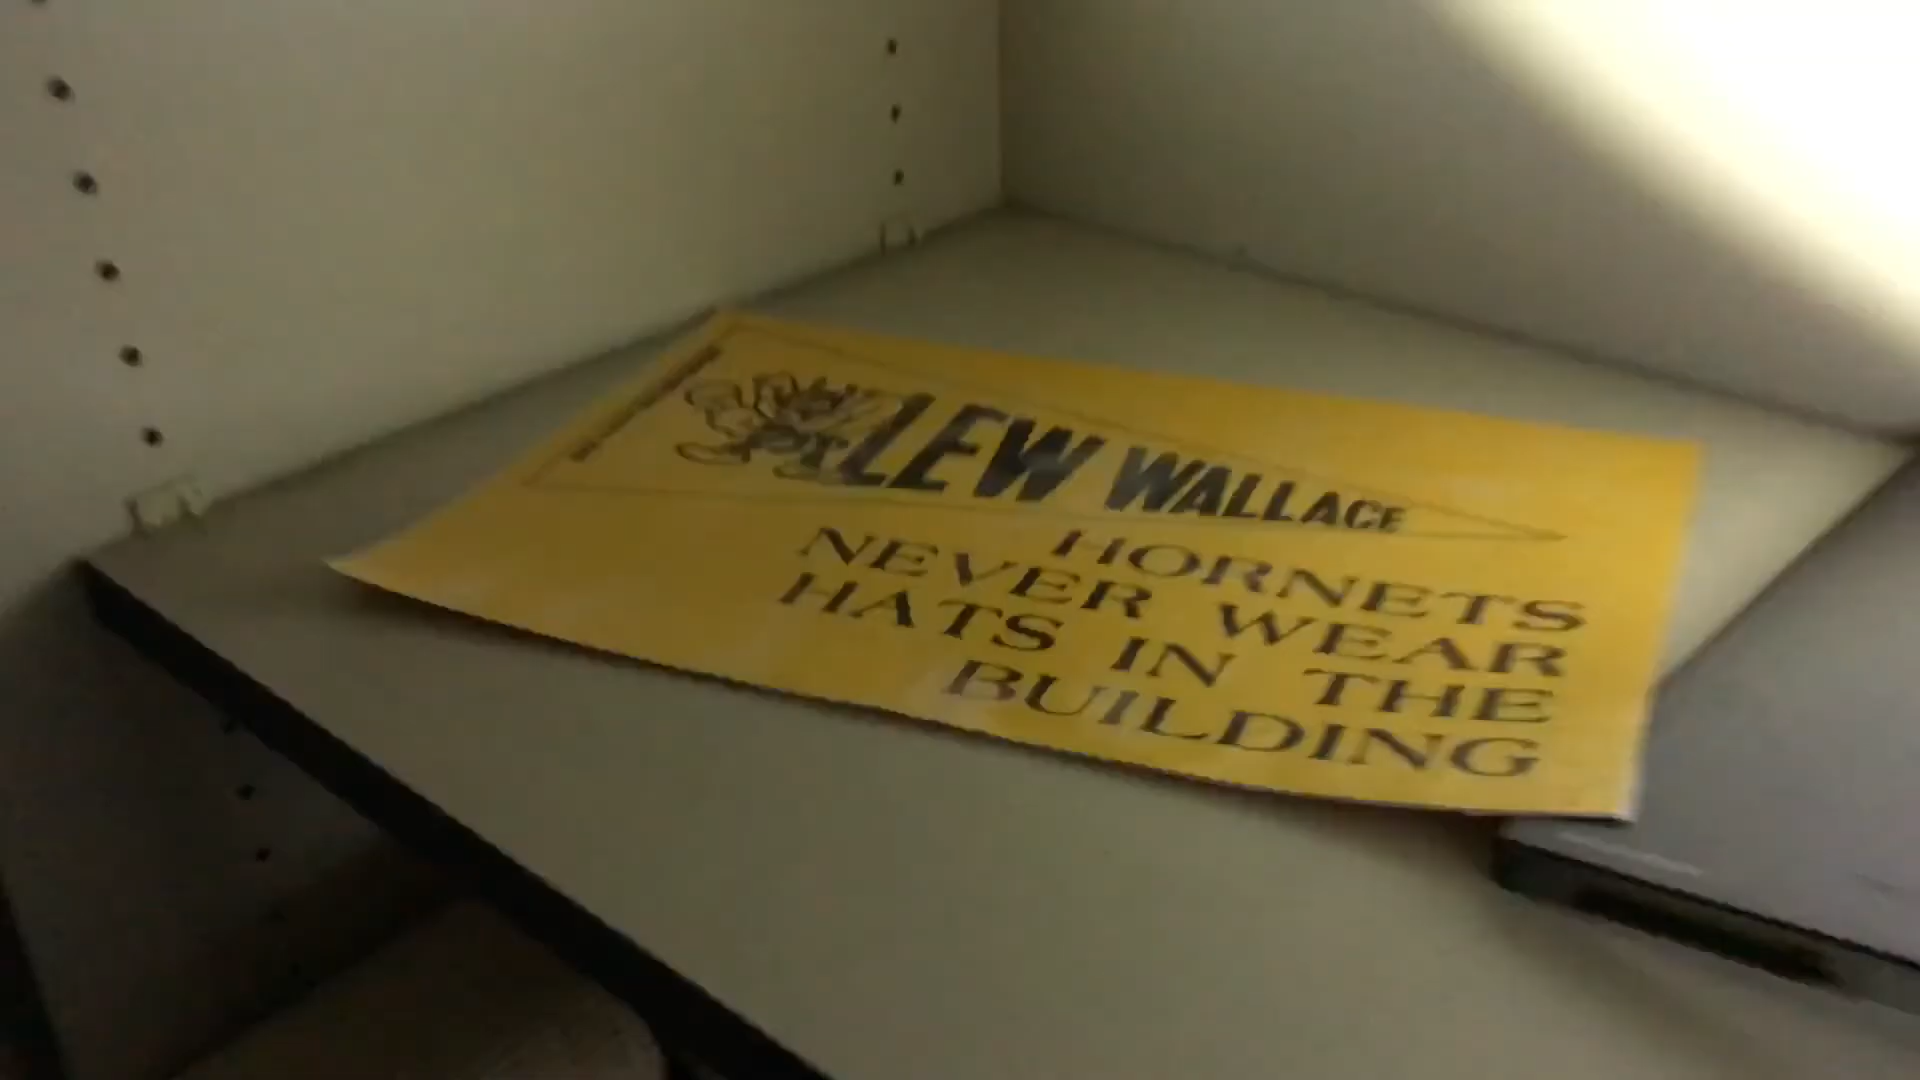 LEW WALLACE
HORNETS
NEVER WEAR
HATS IN THE
BUILDING